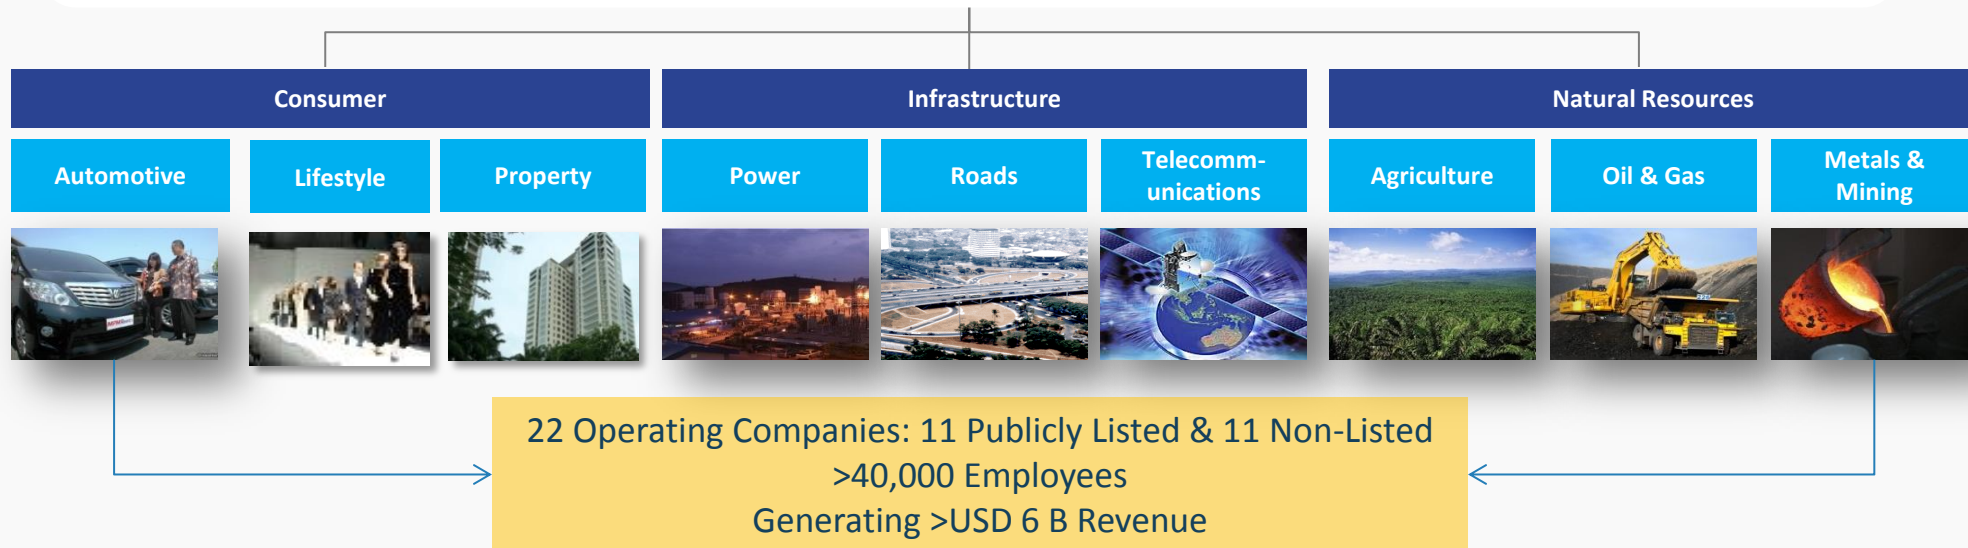 Consumer
Infrastructure
Natural Resources
Automotive
Lifestyle
Property
Power
Roads
Telecomm-
unications
Agriculture
Oil & Gas
Metals &
Mining
22 Operating Companies: 11 Publicly Listed & 11 Non-Listed
>40,000 Employees
Generating >USD 6 B Revenue